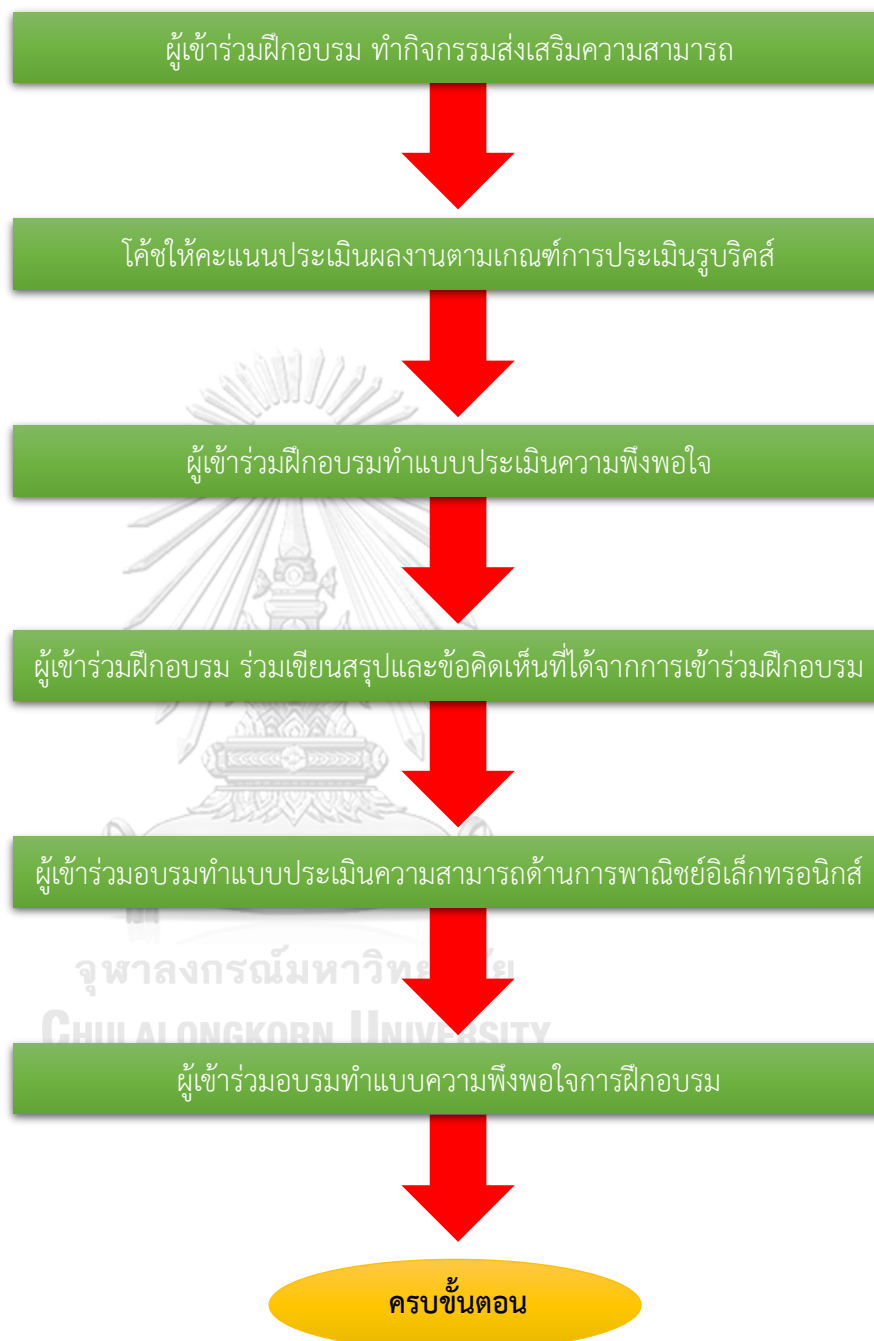 ผู้เข้าร่วมฝึกอบรม ทำกิจกรรมส่งเสริมความสามารถ
โค้ชให้คะแนนประเมินผลงานตามเกณฑ์การประเมินรูบริคส์
ผู้เข้าร่วมฝึกอบรมทำแบบประเมินความพึงพอใจ
ผู้เข้าร่วมฝึกอบรม ร่วมเขียนสรุปและข้อคิดเห็นที่ได้จากการเข้าร่วมฝึกอบรม
ผู้เข้าร่วมอบรมทำแบบประเมินความสามารถด้านการพาณิชย์อิเล็กทรอนิกส์
จุฬาลงกรณ์มหาวิทยาลัย
CHULALONGKORN UNIVERSITY
ผู้เข้าร่วมอบรมทำแบบความพึงพอใจการฝึกอบรม
ครบขั้นตอน